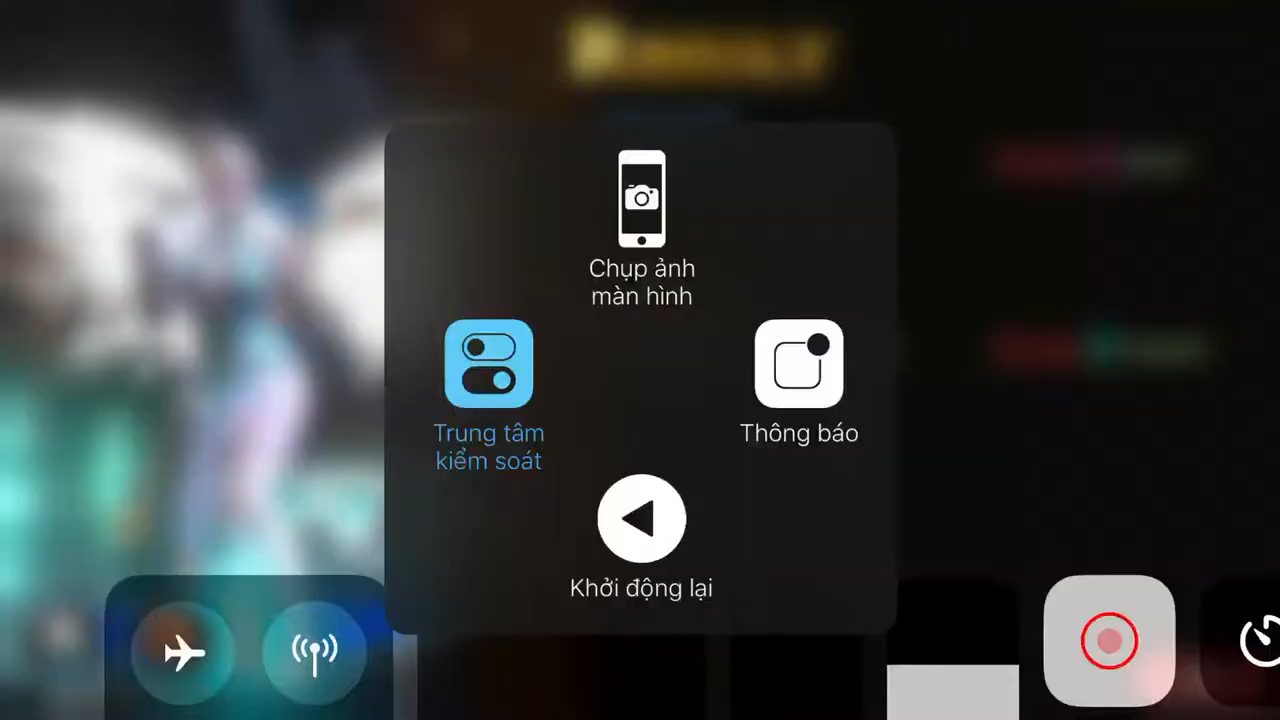 Chụp ảnh
màn hình
Trung tâm
kiểm soát
Thông báo
Khởi động lại